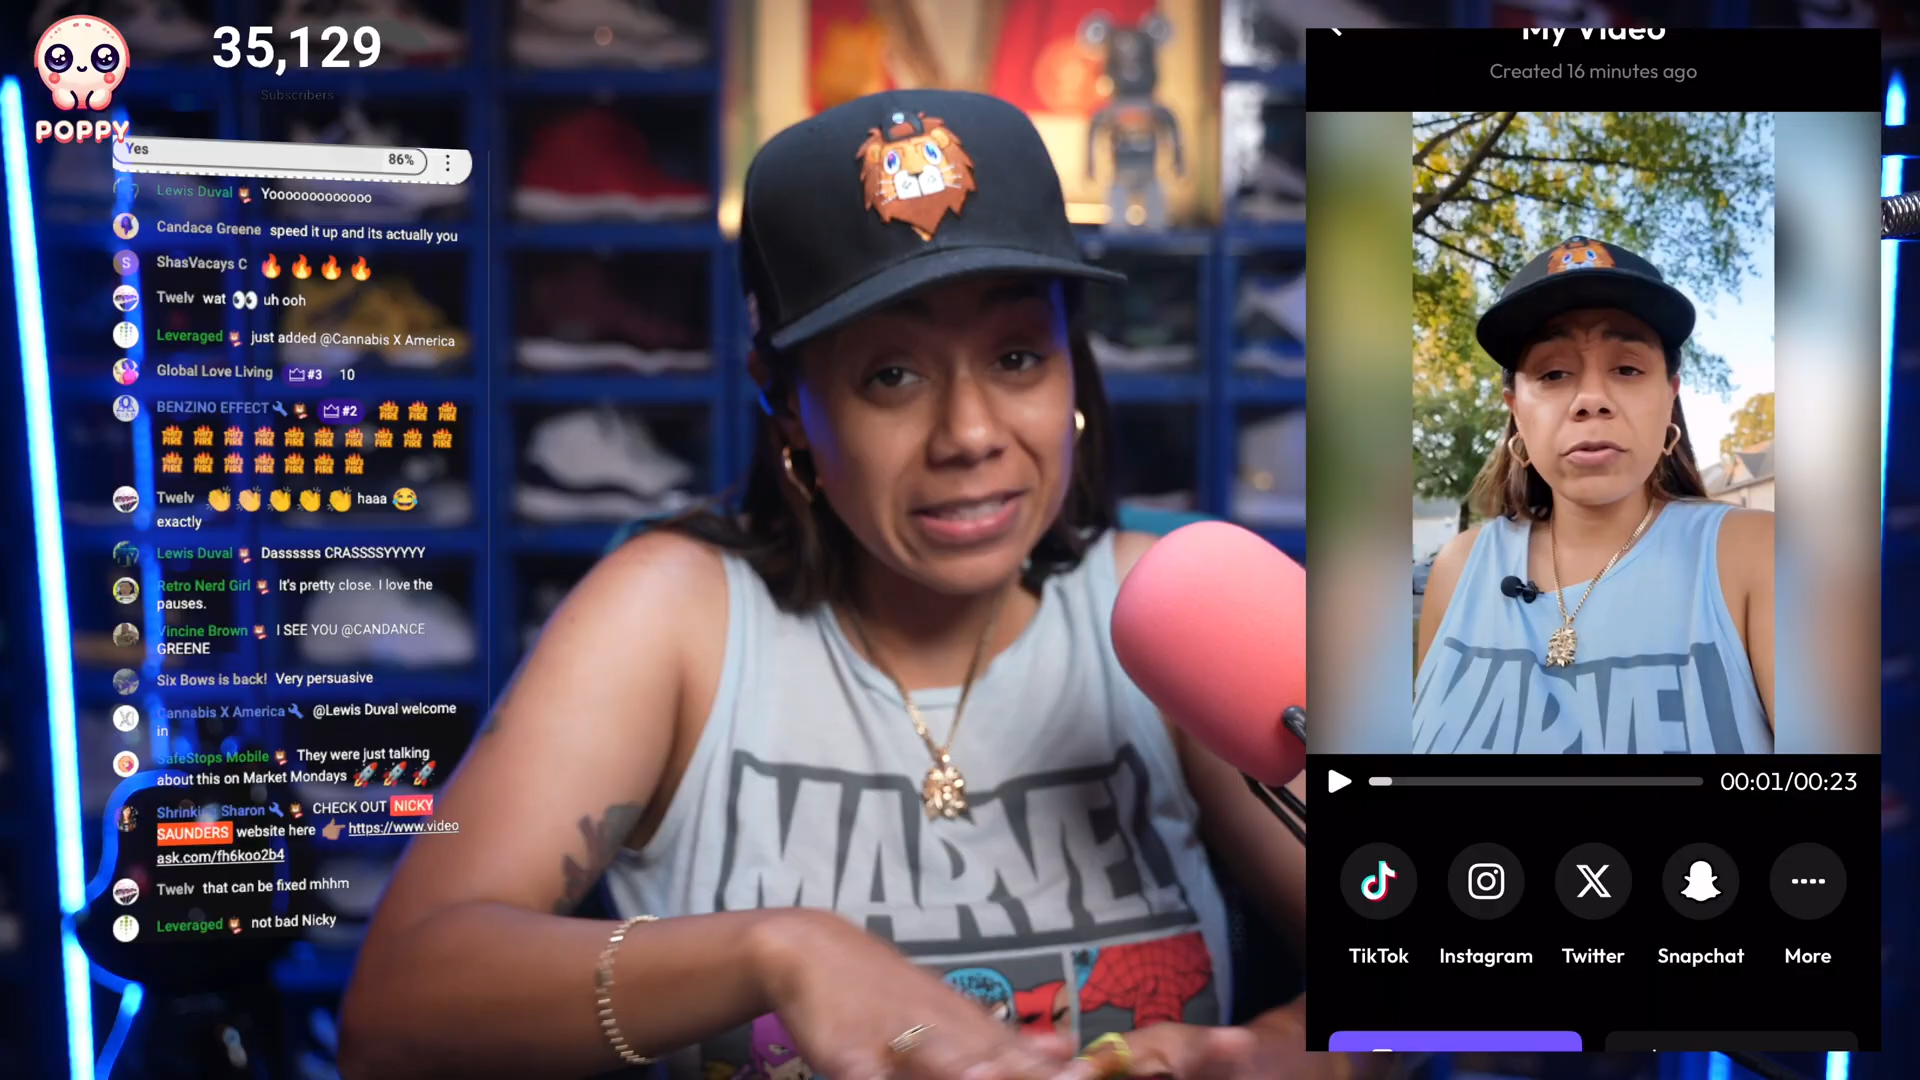 POPPY
35,129
Subscribers
Yes
86%
Lewis Duval Yooooooooooooo
Candace Greene speed it up and its actually you
S ShasVacays C
Twelv wat uh ooh
Leveraged just added @Cannabis X America
Global Love Living #3 10
BENZINO EFFECT #2
Twelv haaa
exactly
Lewis Duval Dassssss CRASSSSYYYYY
Retro Nerd Girl It's pretty close. I love the
pauses.
Vincine Brown I SEE YOU @CANDANCE
GREENE
Six Bows is back! Very persuasive
Cannabis X America @Lewis Duval welcome
in
SafeStops Mobile They were just talking
about this on Market Mondays
Shrinking Sharon CHECK OUT NICKY
SAUNDERS website here https://www.video
ask.com/fh6koo2b4
Twelv that can be fixed mhhm
Leveraged not bad Nicky
MARVEL
My Video
Created 16 minutes ago
MARVEL
00:01/00:23
TikTok Instagram Twitter Snapchat More